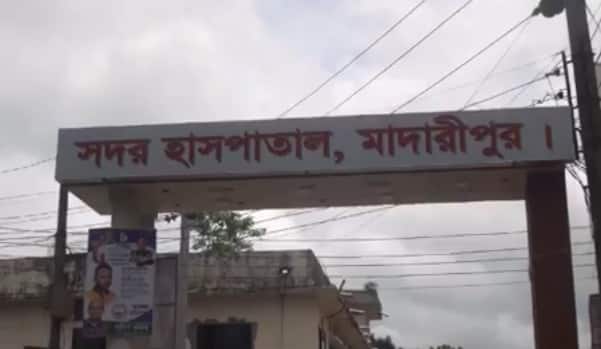 সদর হাসপাতাল, মাদারীপুর ।